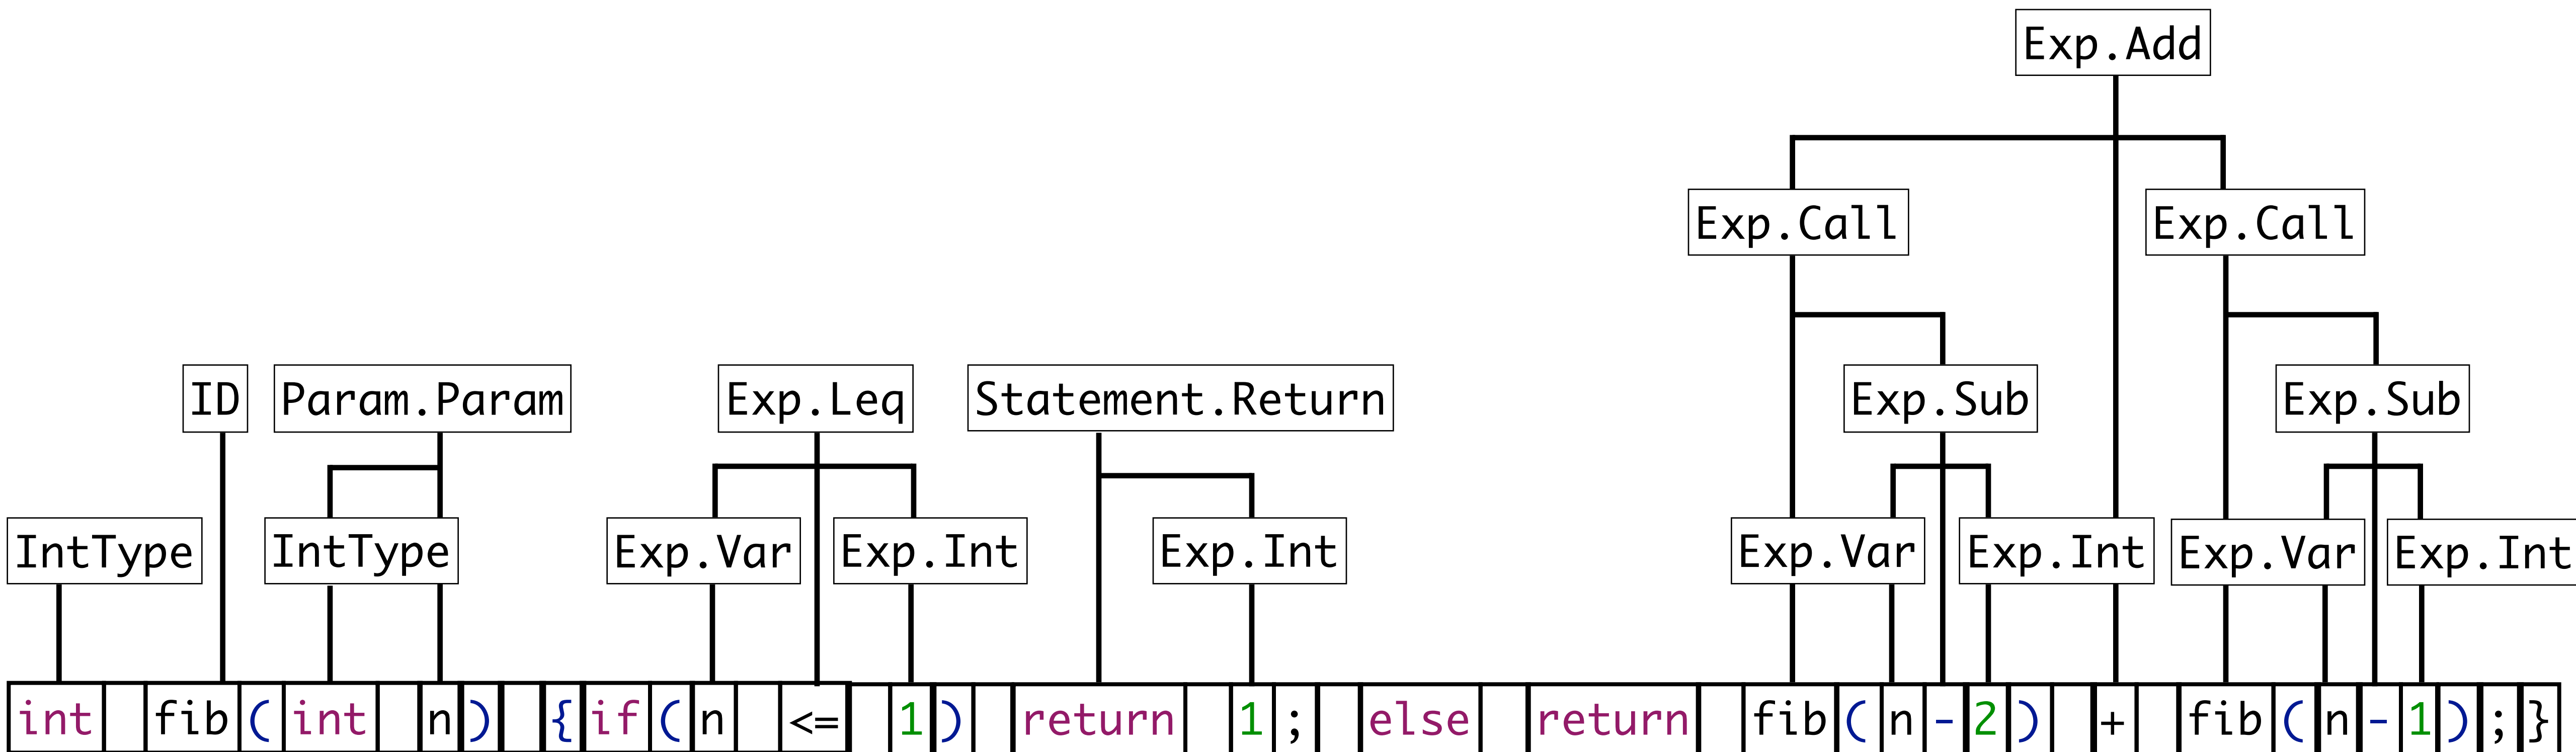 Exp.Add
Exp.Call Exp.Call
ID Param.Param Exp.Leq Statement.Return Exp.Sub Exp.Sub
IntType IntType Exp.Var Exp.Int Exp.Int Exp.Var Exp.Int Exp.Var Exp.Int
int fib ( int n ) { if ( n <= 1 ) return 1 ; else return fib ( n - 2 ) + fib ( n - 1 ) ; }